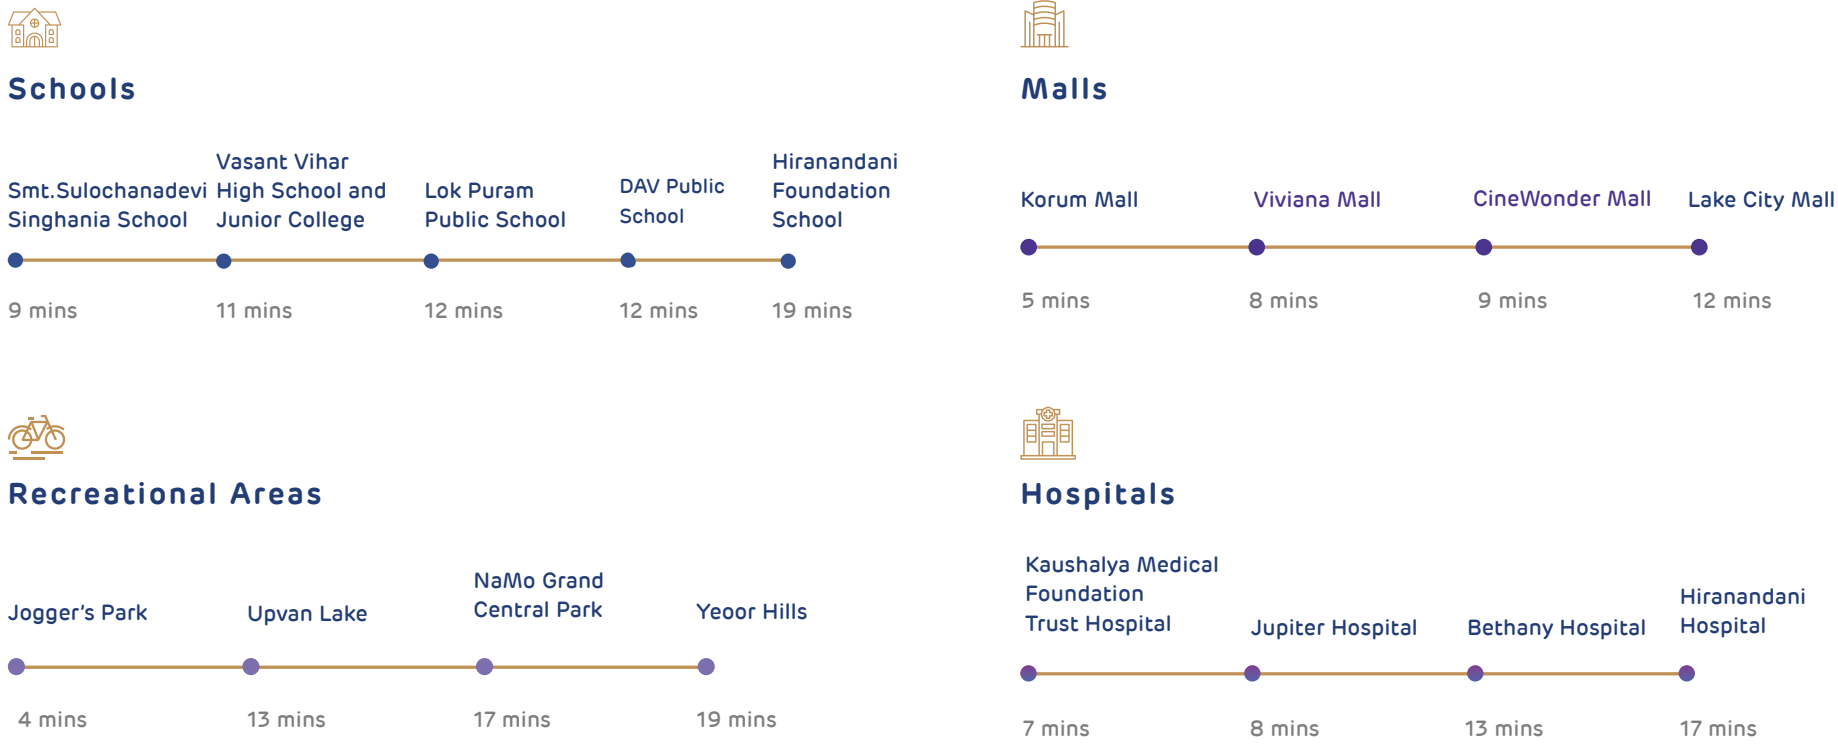 Schools
Smt.Sulochanadevi
Singhania School
9 mins
Vasant Vihar
High School and
Junior College
11 mins
Lok Puram
Public School
12 mins
DAV Public
School
12 mins
Hiranandani
Foundation
School
19 mins
Malls
Korum Mall
5 mins
Viviana Mall
8 mins
CineWonder Mall
9 mins
Lake City Mall
12 mins
Recreational Areas
Jogger's Park
4 mins
Upvan Lake
13 mins
NaMo Grand
Central Park
17 mins
Yeoor Hills
19 mins
Hospitals
Kaushalya Medical
Foundation
Trust Hospital
7 mins
Jupiter Hospital
8 mins
Bethany Hospital
13 mins
Hiranandani
Hospital
17 mins